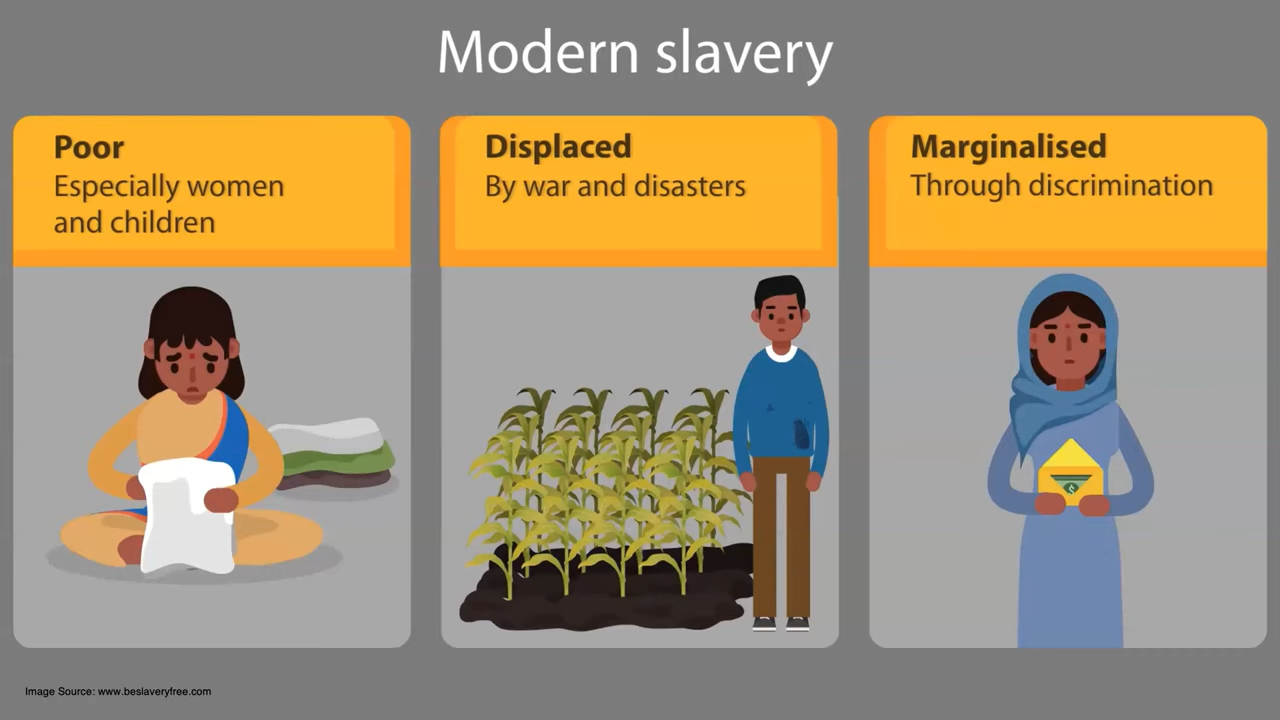 Modern slavery
Poor
Especially women
and children
Displaced
By war and disasters
Marginalised
Through discrimination
$
Image Source: www.beslaveryfree.com